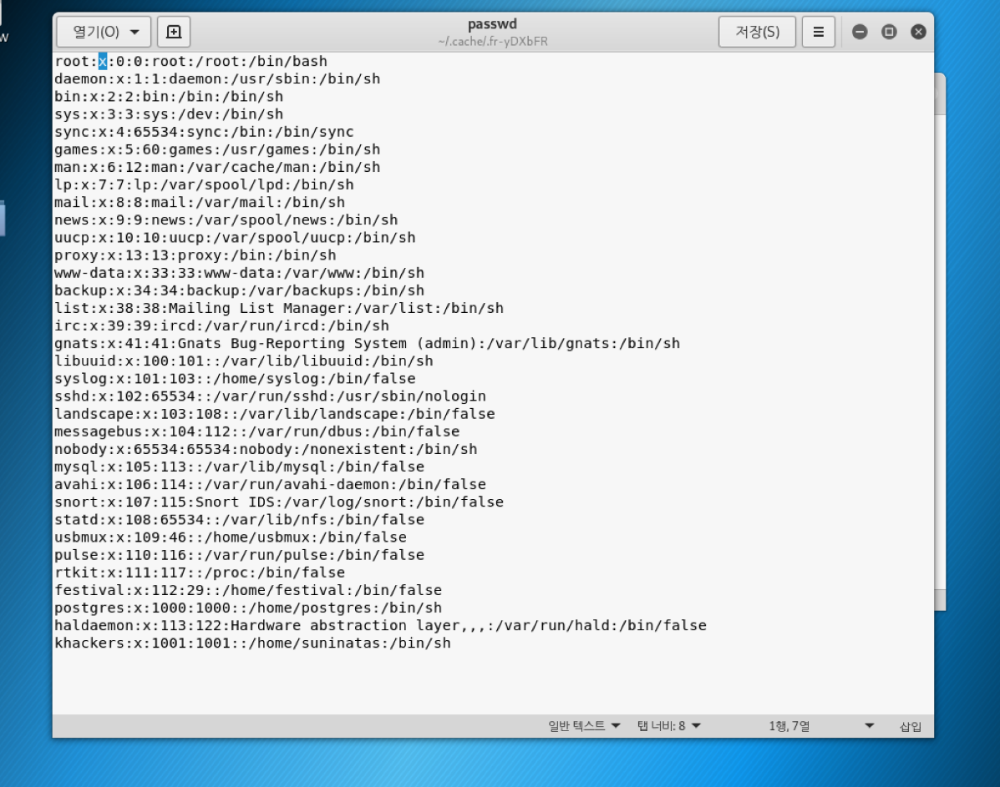 w
열기(O)
passwd
~/.cache/.fr-yDXbFR
저장(S)
root:x:0:0:root:/root:/bin/bash
daemon:x:1:1:daemon:/usr/sbin:/bin/sh
bin:x:2:2:bin:/bin:/bin/sh
sys:x:3:3:sys:/dev:/bin/sh
sync:x:4:65534:sync:/bin:/bin/sync
games:x:5:60:games:/usr/games:/bin/sh
man:x:6:12:man:/var/cache/man:/bin/sh
lp:x:7:7:lp:/var/spool/lpd:/bin/sh
mail:x:8:8:mail:/var/mail:/bin/sh
news:x:9:9:news:/var/spool/news:/bin/sh
uucp:x:10:10:uucp:/var/spool/uucp:/bin/sh
proxy:x:13:13:proxy:/bin:/bin/sh
www-data:x:33:33:www-data:/var/www:/bin/sh
backup:x:34:34:backup:/var/backups:/bin/sh
list:x:38:38:Mailing List Manager:/var/list:/bin/sh
irc:x:39:39:ircd:/var/run/ircd:/bin/sh
gnats:x:41:41:Gnats Bug-Reporting System (admin):/var/lib/gnats:/bin/sh
libuuid:x:100:101::/var/lib/libuuid:/bin/sh
syslog:x:101:103::/home/syslog:/bin/false
sshd:x:102:65534::/var/run/sshd:/usr/sbin/nologin
landscape:x:103:108::/var/lib/landscape:/bin/false
messagebus:x:104:112::/var/run/dbus:/bin/false
nobody:x:65534:65534:nobody:/nonexistent:/bin/sh
mysql:x:105:113::/var/lib/mysql:/bin/false
avahi:x:106:114::/var/run/avahi-daemon:/bin/false
snort:x:107:115:Snort IDS:/var/log/snort:/bin/false
statd:x:108:65534::/var/lib/nfs:/bin/false
usbmux:x:109:46::/home/usbmux:/bin/false
pulse:x:110:116::/var/run/pulse:/bin/false
rtkit:x:111:117::/proc:/bin/false
festival:x:112:29::/home/festival:/bin/false
postgres:x:1000:1000::/home/postgres:/bin/sh
haldaemon:x:113:122:Hardware abstraction layer,,,:/var/run/hald:/bin/false
khackers:x:1001:1001::/home/suninatas:/bin/sh
일반 텍스트 탭 너비: 8 1행, 7열 삽입